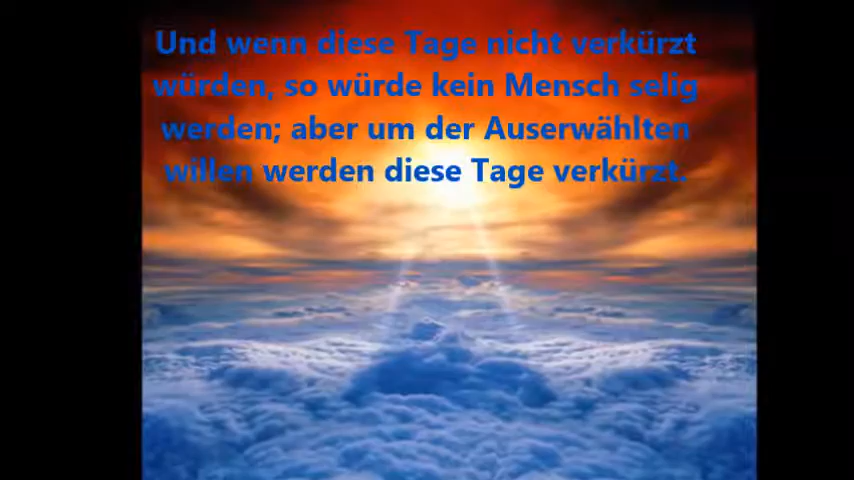 Und wenn diese Tage nicht verkürzt
würden, so würde kein Mensch selig
werden; aber um der Auserwählten
willen werden diese Tage verkürzt.